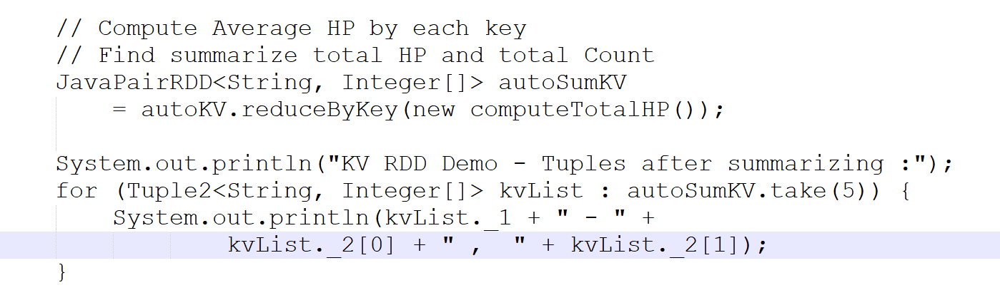 // Compute Average HP by each key
// Find summarize total HP and total Count
JavaPairRDD<String, Integer[]> autoSumKV
= autoKV.reduceByKey(new computeTotalHP());
System.out.println("KV RDD Demo - Tuples after summarizing :");
for (Tuple2<String, Integer[]> kvList : autoSumKV.take(5)) {
System.out.println(kvList._1 + " - " +
kvList._2[0] + " ,  " + kvList._2[1]);
}